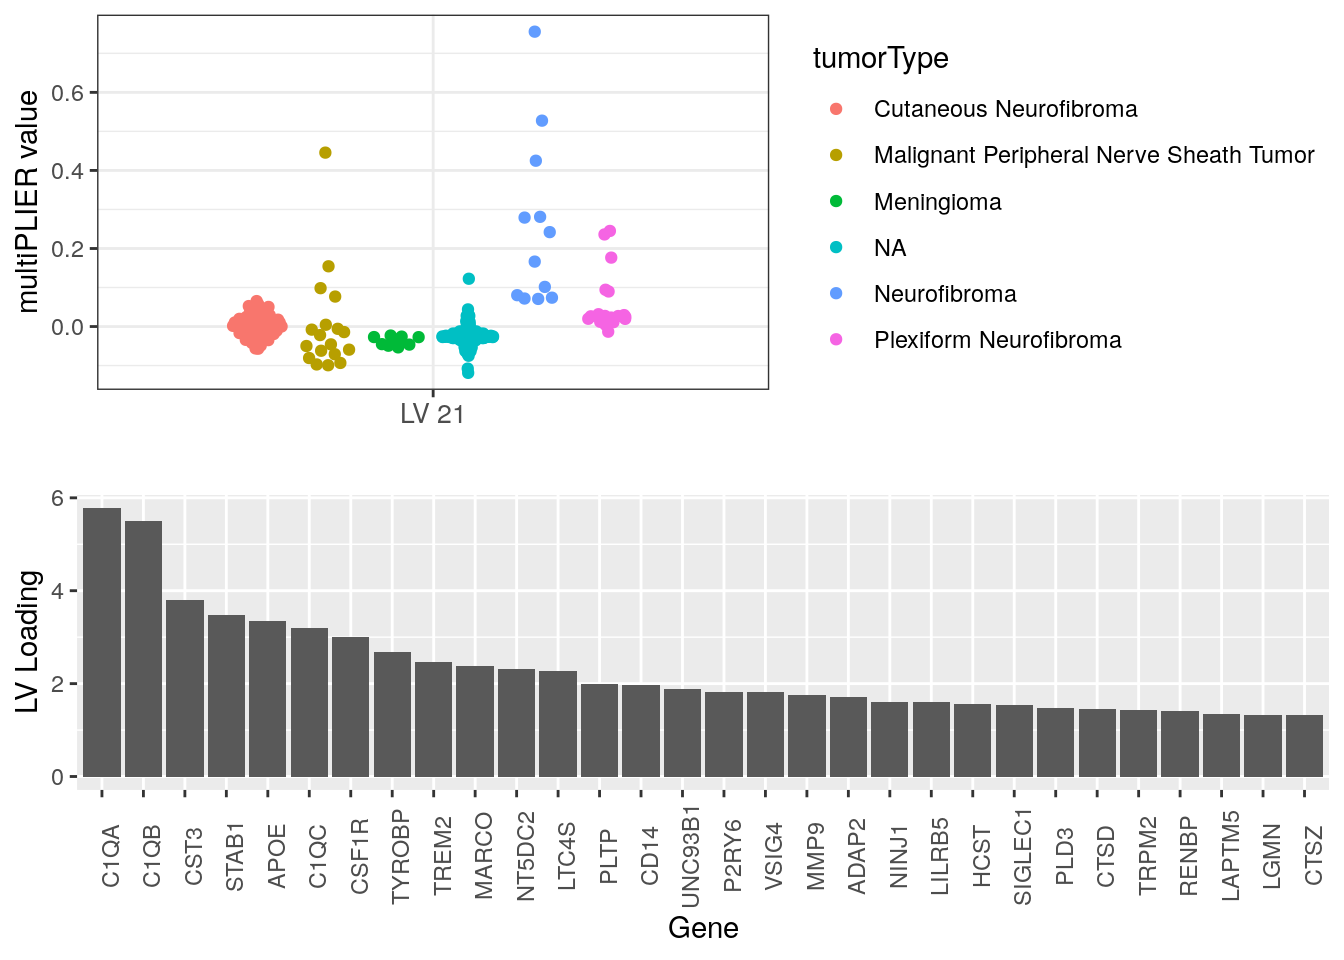 tumorType
Cutaneous Neurofibroma
Malignant Peripheral Nerve Sheath Tumor
Meningioma
NA
Neurofibroma
Plexiform Neurofibroma
multiPLIER value
0.6
0.4
0.2
0.0
LV 21
LV Loading
6
4
2
0
C1QA
C1QB
CST3
STAB1
APOE
C1QC
CSF1R
TYROBP
TREM2
MARCO
NT5DC2
LTC4S
PLTP
CD14
UNC93B1
P2RY6
VSIG4
MMP9
ADAP2
NINJ1
LILRB5
HCST
SIGLEC1
PLD3
CTSD
TRPM2
RENBP
LAPTM5
LGMN
CTSZ
Gene